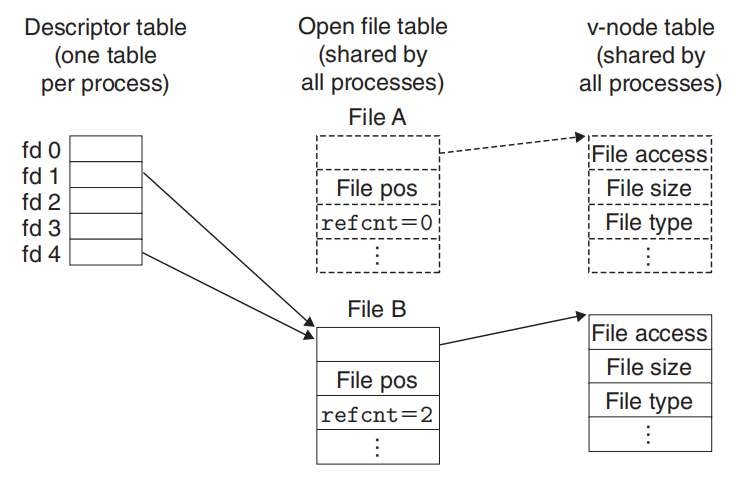 Descriptor table
(one table
per process)
Open file table
(shared by
all processes)
v-node table
(shared by
all processes)
fd 0
fd 1
fd 2
fd 3
fd 4
File A
File pos
refcnt=0
⋮
File access
File size
File type
⋮
File B
File pos
refcnt=2
⋮
File access
File size
File type
⋮